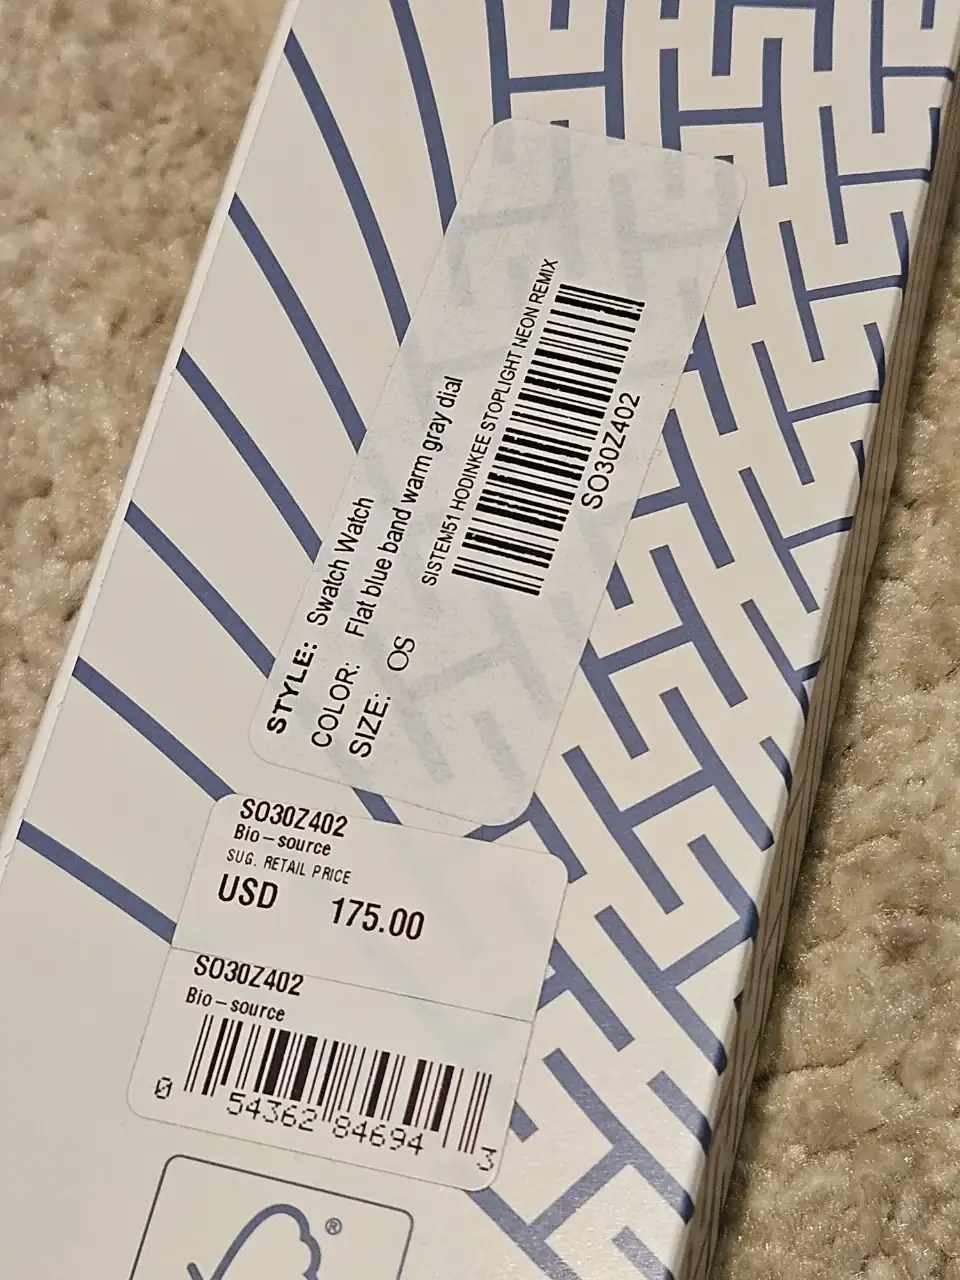 STYLE: Swatch Watch
COLOR: Flat blue band warm gray dial
SIZE: OS
SISTEM51 HODINKEE STOPLIGHT NEON REMIX
SO30Z402
SO30Z402
Bio-source
SUG. RETAIL PRICE
USD 175.00
SO30Z402
Bio-source
0 54362 84694 3
®